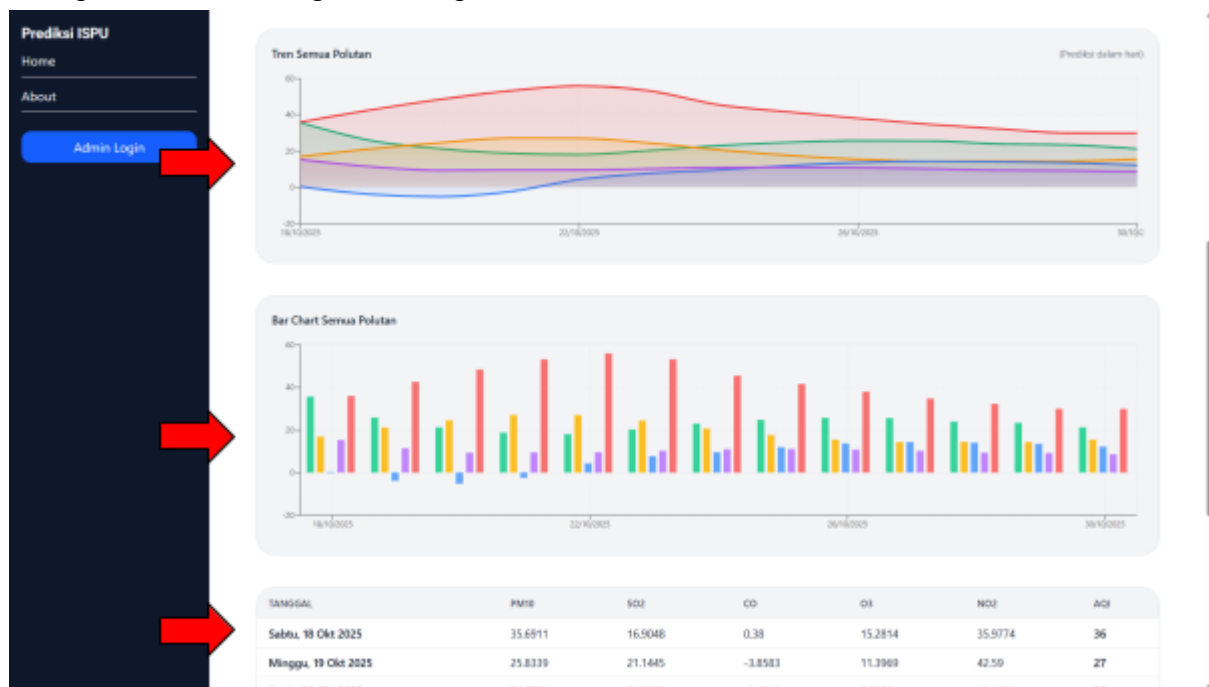 Prediksi ISPU
Home
About
Admin Login
Tren Semua Polutan (Prediksi dalam hari)
60
40
20
0
-20
18/10/2025 22/10/2025 26/10/2025
Bar Chart Semua Polutan
60
40
20
0
-20
18/10/2025 22/10/2025 26/10/2025 30/10/2025
TANGGAL PM10 SO2 CO O3 NO2 AQI
Sabtu, 18 Okt 2025 35.6911 16.9048 0.38 15.2814 35.9774 36
Minggu, 19 Okt 2025 25.8339 21.1445 -3.8583 11.3969 42.59 27